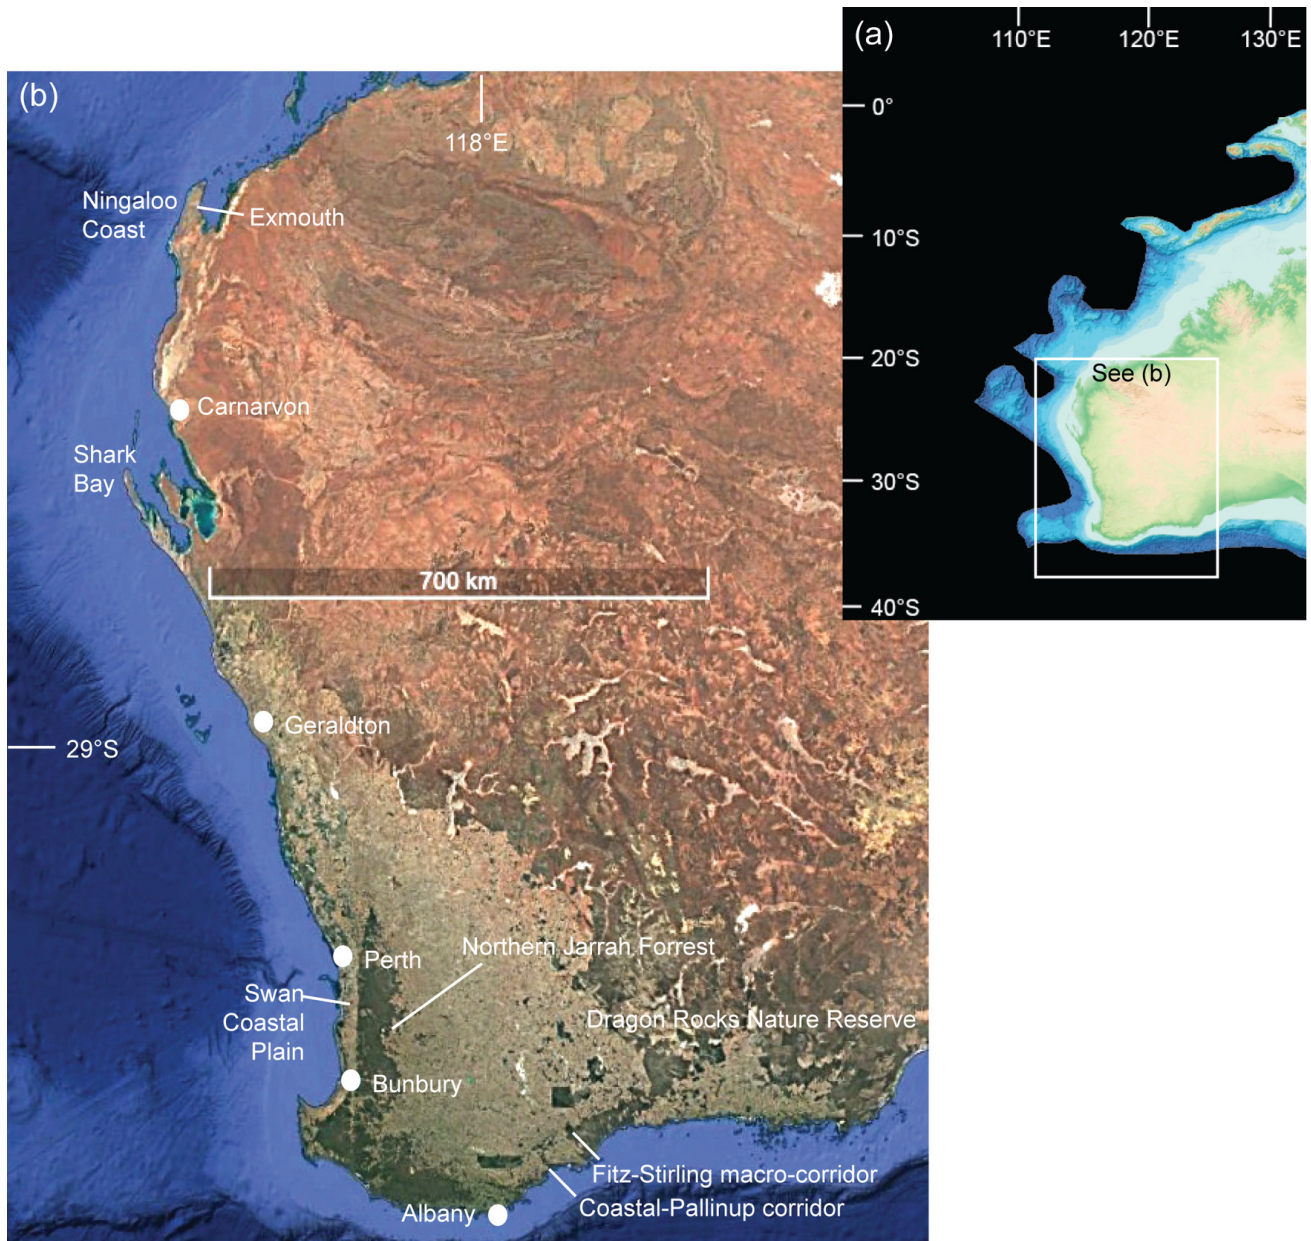 (a)
110°E
120°E
130°E
0°
10°S
20°S
30°S
40°S
See (b)
(b)
118°E
Ningaloo
Coast
Exmouth
Carnarvon
Shark
Bay
700 km
Geraldton
29°S
Northern Jarrah Forrest
Perth
Swan
Coastal
Plain
Dragon Rocks Nature Reserve
Bunbury
Fitz-Stirling macro-corridor
Coastal-Pallinup corridor
Albany